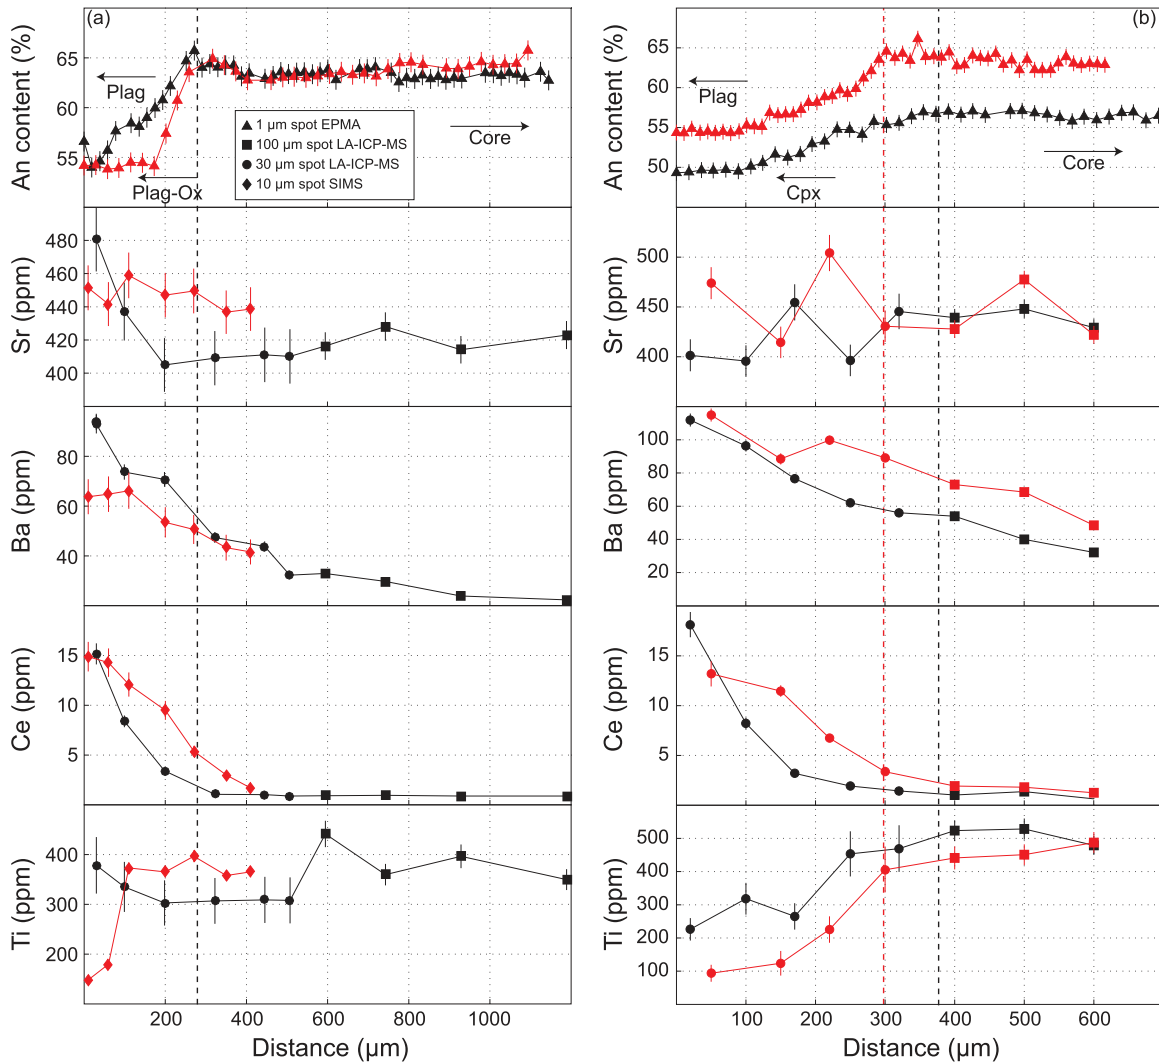 (a)
An content (%)
65
60
55
Plag
Plag-Ox
Core
1 µm spot EPMA
100 µm spot LA-ICP-MS
30 µm spot LA-ICP-MS
10 µm spot SIMS
Sr (ppm)
480
460
440
420
400
Ba (ppm)
80
60
40
Ce (ppm)
15
10
5
Ti (ppm)
400
300
200
200 400 600 800 1000
Distance (µm)
(b)
An content (%)
65
60
55
50
Plag
Cpx
Core
Sr (ppm)
500
450
400
Ba (ppm)
100
80
60
40
20
Ce (ppm)
15
10
5
Ti (ppm)
500
400
300
200
100
100 200 300 400 500 600
Distance (µm)